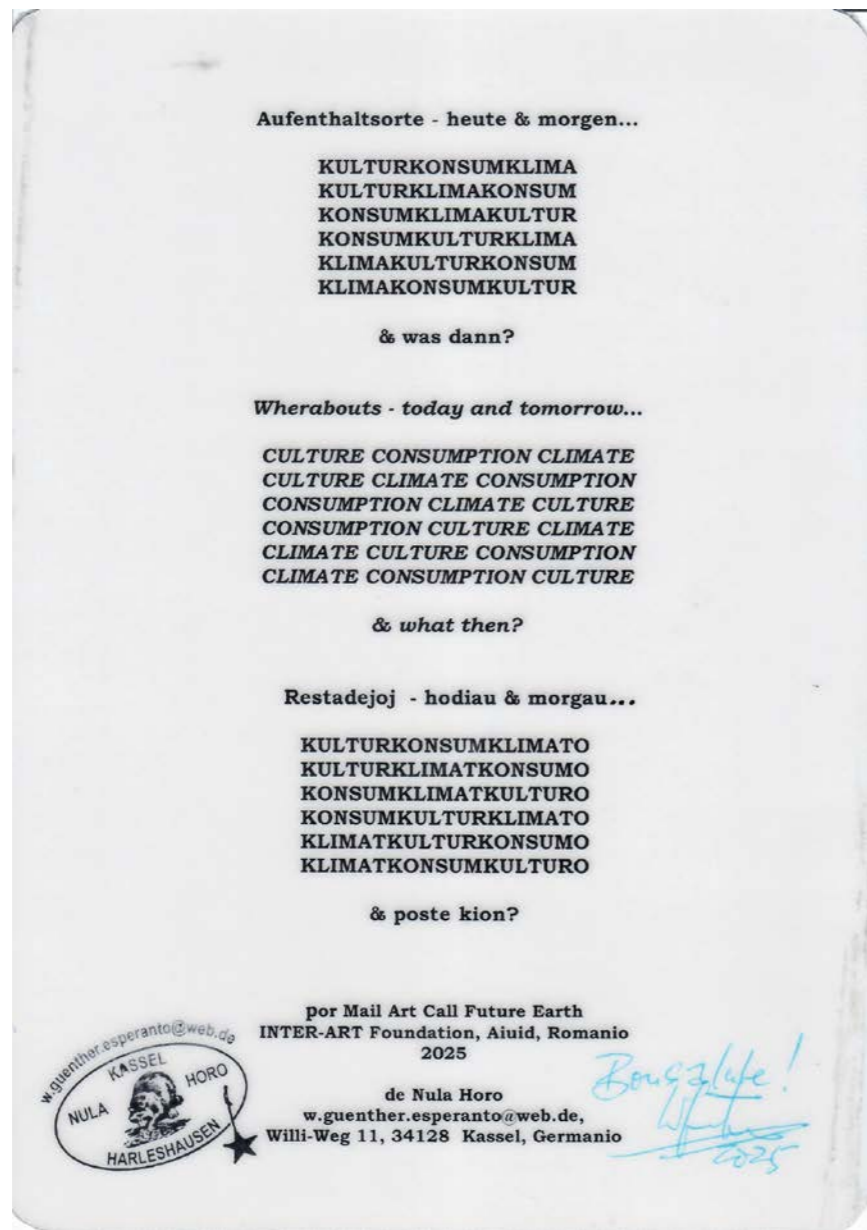 Aufenthaltsorte - heute & morgen...
KULTURKONSUMKLIMA
KULTURKLIMAKONSUM
KONSUMKLIMAKULTUR
KONSUMKULTURKLIMA
KLIMAKULTURKONSUM
KLIMAKONSUMKULTUR
& was dann?
Wherabouts - today and tomorrow...
CULTURE CONSUMPTION CLIMATE
CULTURE CLIMATE CONSUMPTION
CONSUMPTION CLIMATE CULTURE
CONSUMPTION CULTURE CLIMATE
CLIMATE CULTURE CONSUMPTION
CLIMATE CONSUMPTION CULTURE
& what then?
Restadejoj - hodiau & morgau...
KULTURKONSUMKLIMATO
KULTURKLIMATKONSUMO
KONSUMKLIMATKULTURO
KONSUMKULTURKLIMATO
KLIMATKULTURKONSUMO
KLIMATKONSUMKULTURO
& poste kion?
por Mail Art Call Future Earth
INTER-ART Foundation, Aiuid, Romanio
2025
de Nula Horo
w.guenther.esperanto@web.de,
Willi-Weg 11, 34128 Kassel, Germanio
w.guenther.esperanto@web.de
KASSEL
NULA HORO
HARLESHAUSEN
2025